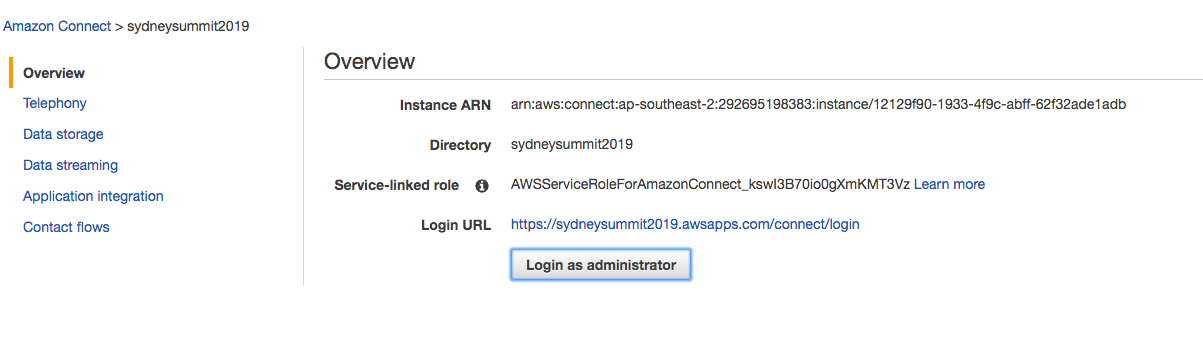 Amazon Connect > sydneysummit2019
Overview
Telephony
Data storage
Data streaming
Application integration
Contact flows
Overview
Instance ARN arn:aws:connect:ap-southeast-2:292695198383:instance/12129f90-1933-4f9c-abff-62f32ade1adb
Directory sydneysummit2019
Service-linked role AWSServiceRoleForAmazonConnect_kswI3B70io0gXmKMT3Vz Learn more
Login URL https://sydneysummit2019.awsapps.com/connect/login
Login as administrator